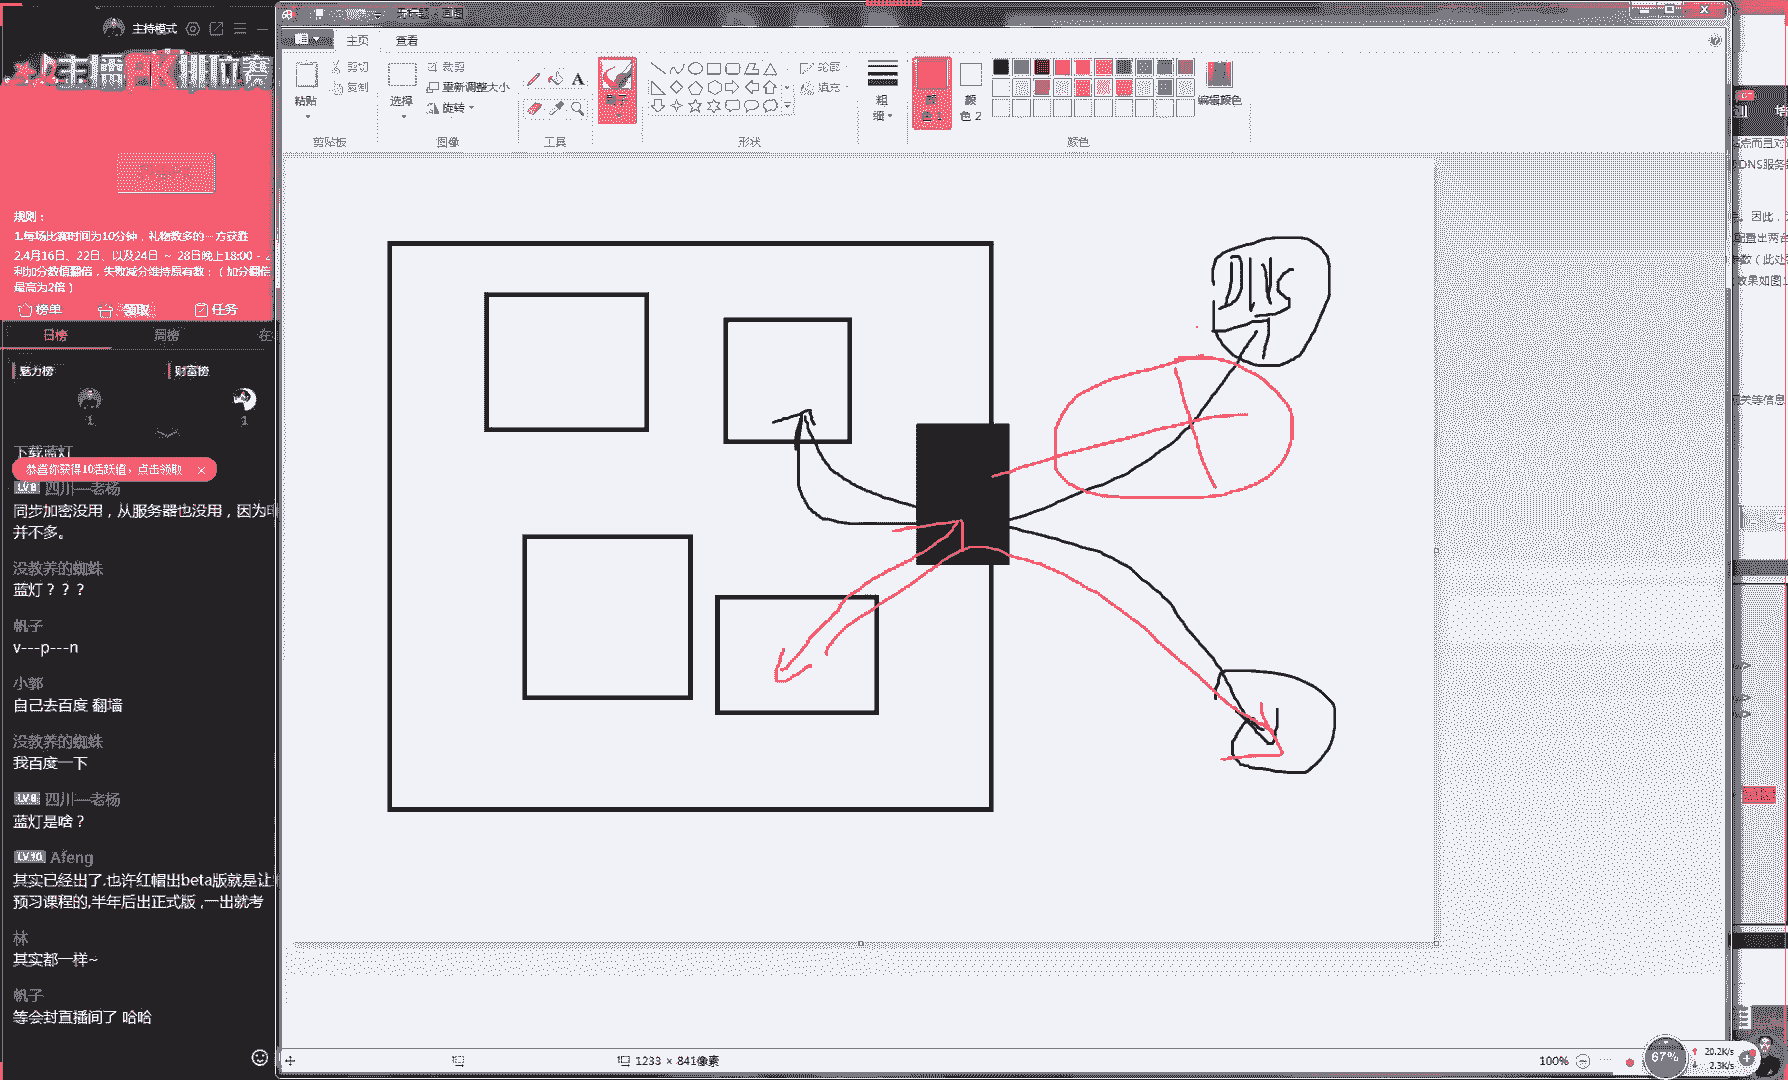 主持模式
主播PK排位赛
规则：
1.每场比赛时间为10分钟，礼物数多的一方获胜
2.4月16日、22日、以及24日 ~ 28日晚上18:00 - 2
利加分数值翻倍，失败减分维持原有数；（加分翻倍
最高为2倍）
榜单
领取
任务
日榜
周榜
在
魅力榜
财富榜
1
1
下载蓝灯
恭喜你获得10活跃值，点击领取
LV.8 四川—老杨
同步加密没用，从服务器也没用，因为
并不多。
没教养的蜘蛛
蓝灯？？？
帆子
v---p---n
小郭
自己去百度 翻墙
没教养的蜘蛛
我百度一下
LV.8 四川—老杨
蓝灯是啥？
LV.10 Afeng
其实已经出了,也许红帽出beta版就是让
预习课程的,半年后出正式版,一出就考
林
其实都一样~
帆子
等会封直播间了 哈哈
主页
查看
粘贴
剪切
复制
剪贴板
选择
裁剪
重新调整大小
旋转
图像
A
工具
刷子
轮廓
填充
形状
粗细
颜色 1
颜色 2
编辑颜色
颜色
DNS
1233 × 841像素
100%
67%
20.2K/s
2.3K/s
培
点而且对
DNS服务
。因此，
配置出两台
数（此处
效果如图1
关等信息